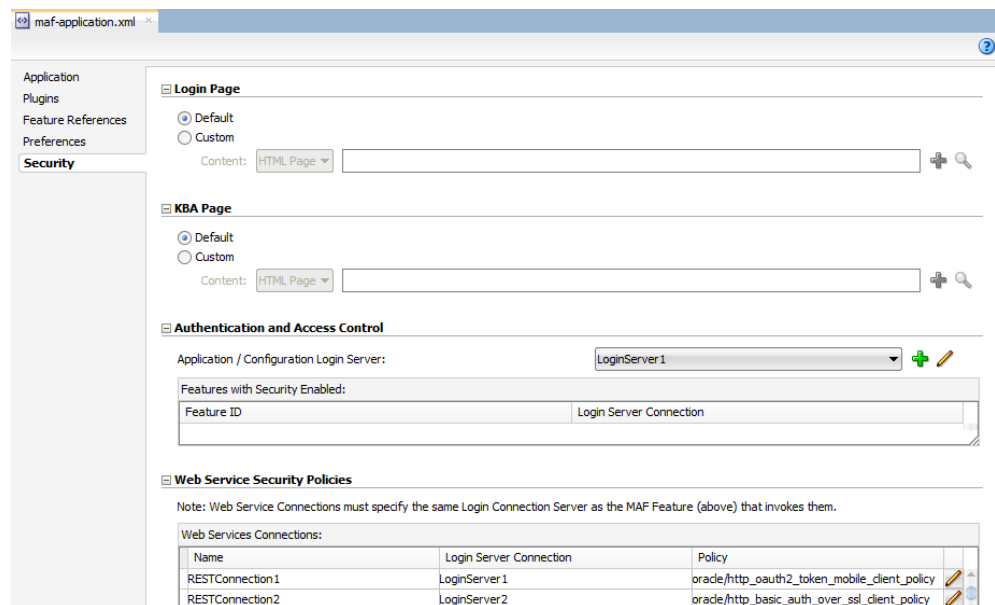 maf-application.xml
Application
Plugins
Feature References
Preferences
Security
Login Page
Default
Custom
Content: HTML Page
KBA Page
Default
Custom
Content: HTML Page
Authentication and Access Control
Application / Configuration Login Server: LoginServer1
Features with Security Enabled:
Feature ID Login Server Connection
Web Service Security Policies
Note: Web Service Connections must specify the same Login Connection Server as the MAF Feature (above) that invokes them.
Web Services Connections:
Name Login Server Connection Policy
RESTConnection1 LoginServer1 oracle/http_oauth2_token_mobile_client_policy
RESTConnection2 LoginServer2 oracle/http_basic_auth_over_ssl_client_policy